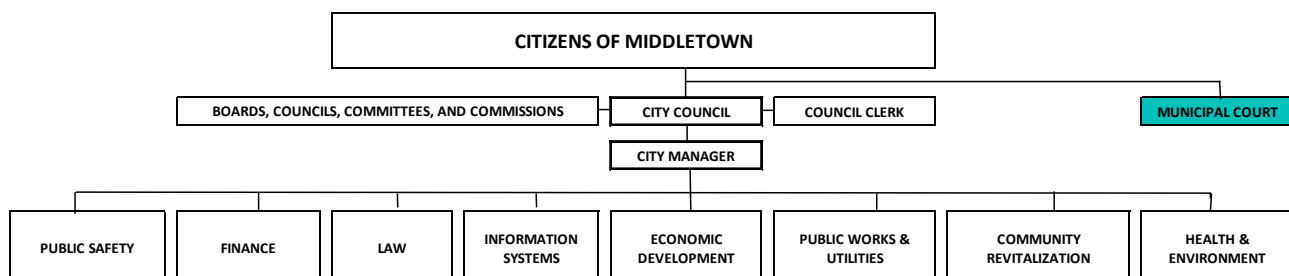 CITIZENS OF MIDDLETOWN
BOARDS, COUNCILS, COMMITTEES, AND COMMISSIONS
CITY COUNCIL
COUNCIL CLERK
MUNICIPAL COURT
CITY MANAGER
PUBLIC SAFETY
FINANCE
LAW
INFORMATION
SYSTEMS
ECONOMIC
DEVELOPMENT
PUBLIC WORKS &
UTILITIES
COMMUNITY
REVITALIZATION
HEALTH &
ENVIRONMENT